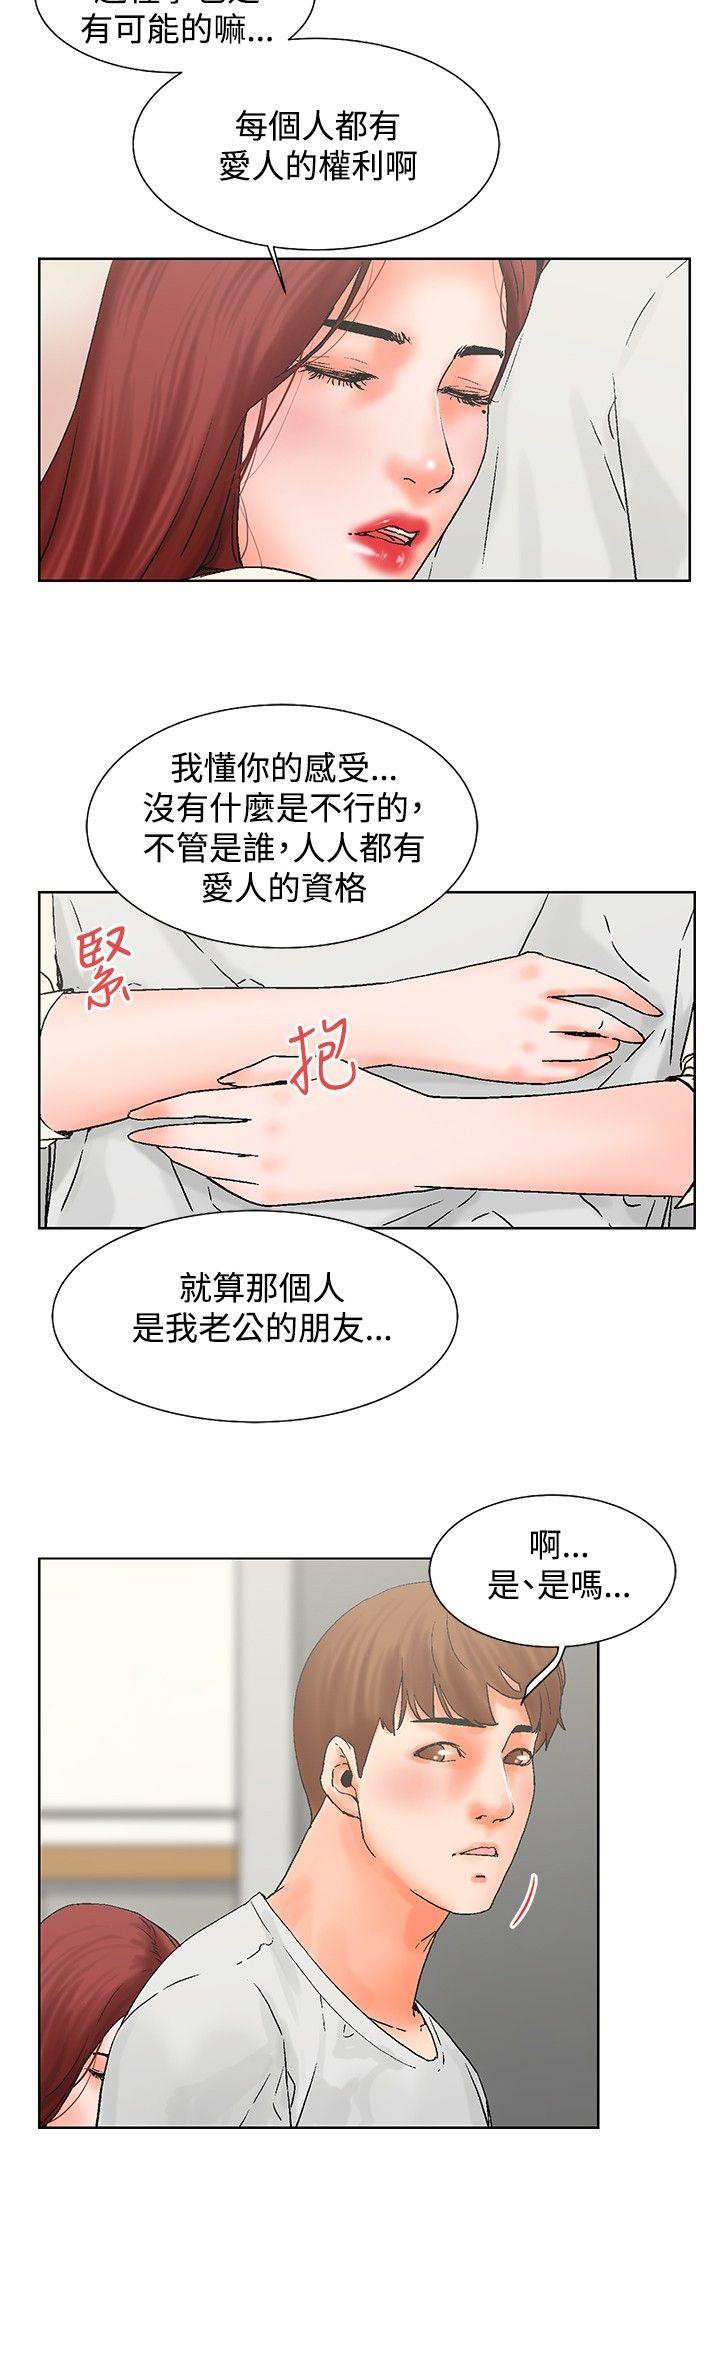 有可能的嘛…
每個人都有
愛人的權利啊
我懂你的感受…
沒有什麼是不行的，
不管是誰，人人都有
愛人的資格
緊
抱
就算那個人
是我老公的朋友…
啊…
是、是嗎…